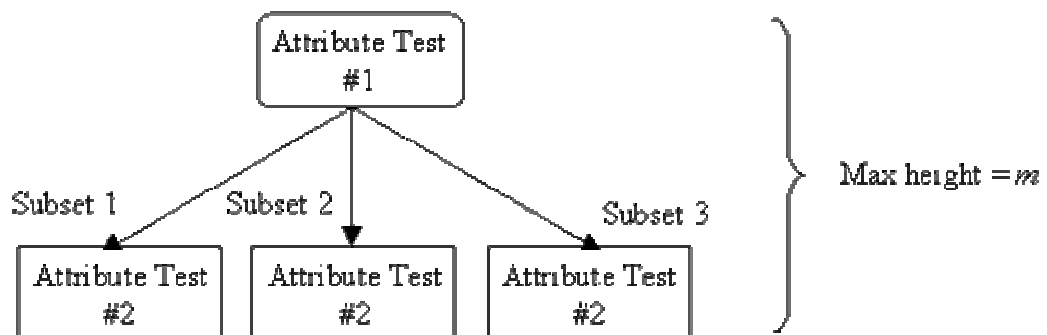 Attribute Test
#1
Subset 1
Subset 2
Subset 3
Max height = m
Attribute Test
#2
Attribute Test
#2
Attribute Test
#2